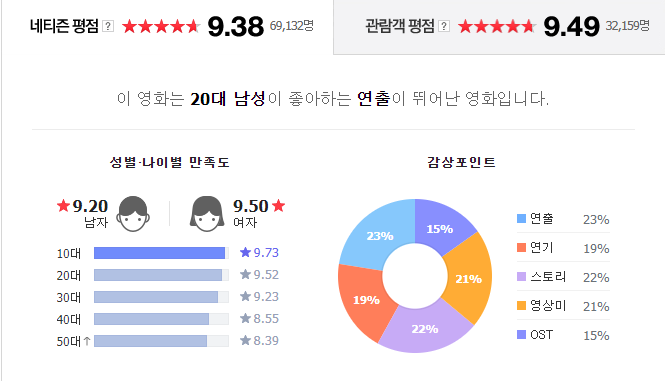 네티즌 평점 ? ★★★★★ 9.38 69,132명
관람객 평점 ? ★★★★★ 9.49 32,159명
이 영화는 20대 남성이 좋아하는 연출이 뛰어난 영화입니다.
성별·나이별 만족도
★9.20 남자
9.50★ 여자
10대 ★9.73
20대 ★9.52
30대 ★9.23
40대 ★8.55
50대↑ ★8.39
감상포인트
23%
15%
21%
19%
22%
연출 23%
연기 19%
스토리 22%
영상미 21%
OST 15%